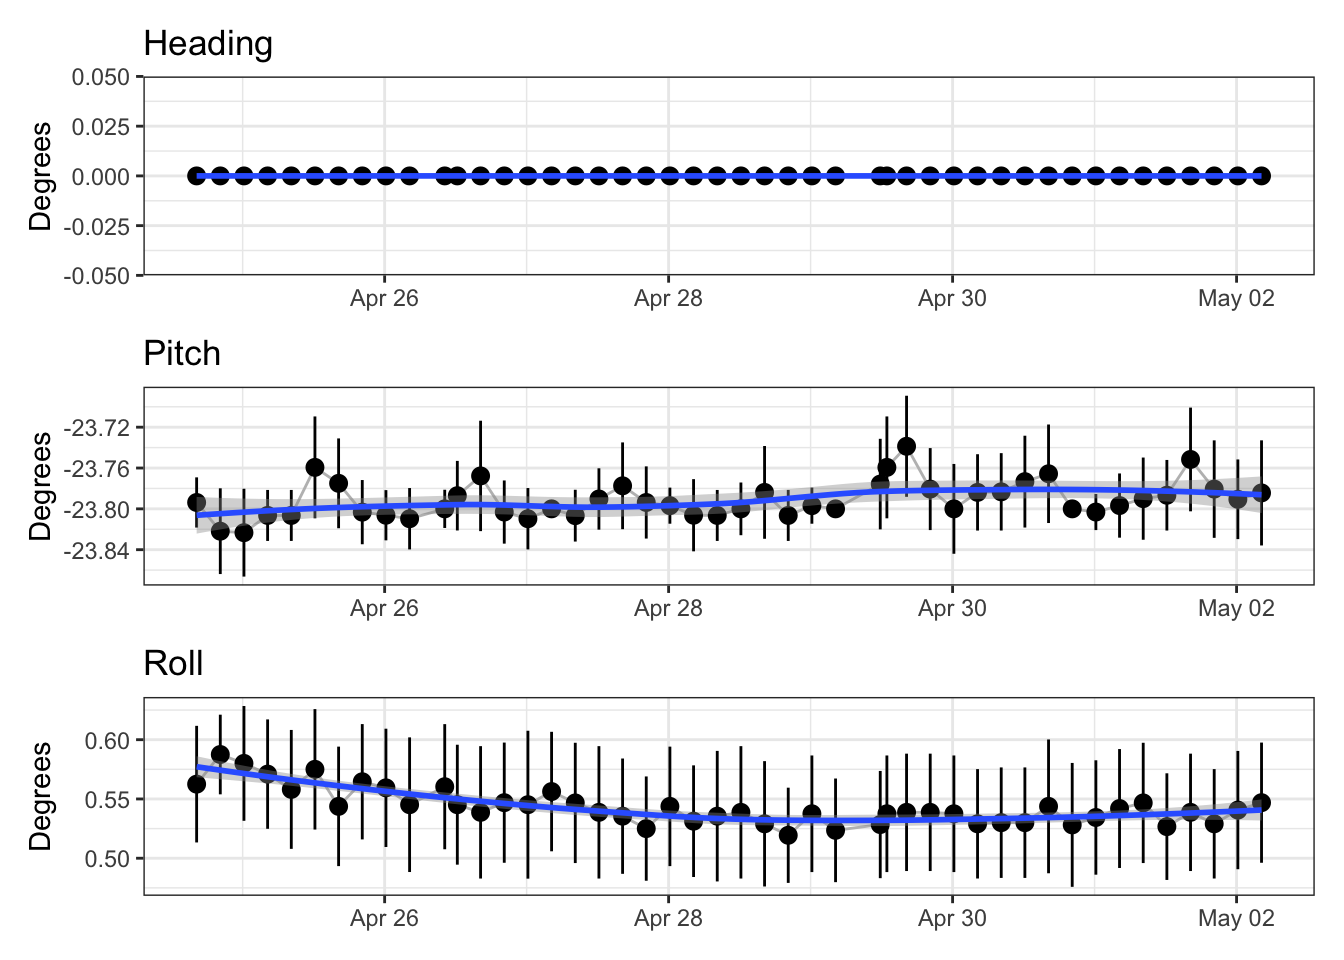 Heading
Degrees
0.050
0.025
0.000
-0.025
-0.050
Apr 26 Apr 28 Apr 30 May 02
Pitch
Degrees
-23.72
-23.76
-23.80
-23.84
Apr 26 Apr 28 Apr 30 May 02
Roll
Degrees
0.60
0.55
0.50
Apr 26 Apr 28 Apr 30 May 02